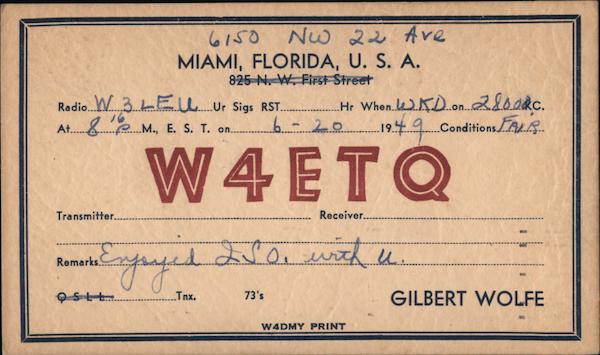 6150 NW 22 Ave
MIAMI, FLORIDA, U. S. A.
825 N. W. First Street
Radio W3LEU Ur Sigs RST Hr When WKD on 28000 KC.
At 8 16 P M., E. S. T. on 6-20 1949 Conditions FAIR
W4ETQ
Transmitter Receiver
Remarks Enjoyed QSO. with U.
QSLL Tnx. 73's GILBERT WOLFE
W4DMY PRINT